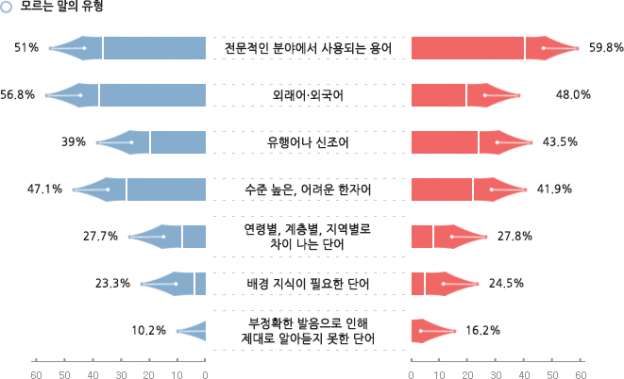 모르는 말의 유형
51% 전문적인 분야에서 사용되는 용어 59.8%
56.8% 외래어·외국어 48.0%
39% 유행어나 신조어 43.5%
47.1% 수준 높은, 어려운 한자어 41.9%
27.7% 연령별, 계층별, 지역별로 27.8%
차이 나는 단어
23.3% 배경 지식이 필요한 단어 24.5%
10.2% 부정확한 발음으로 인해 16.2%
제대로 알아듣지 못한 단어
60 50 40 30 20 10 0 0 10 20 30 40 50 60